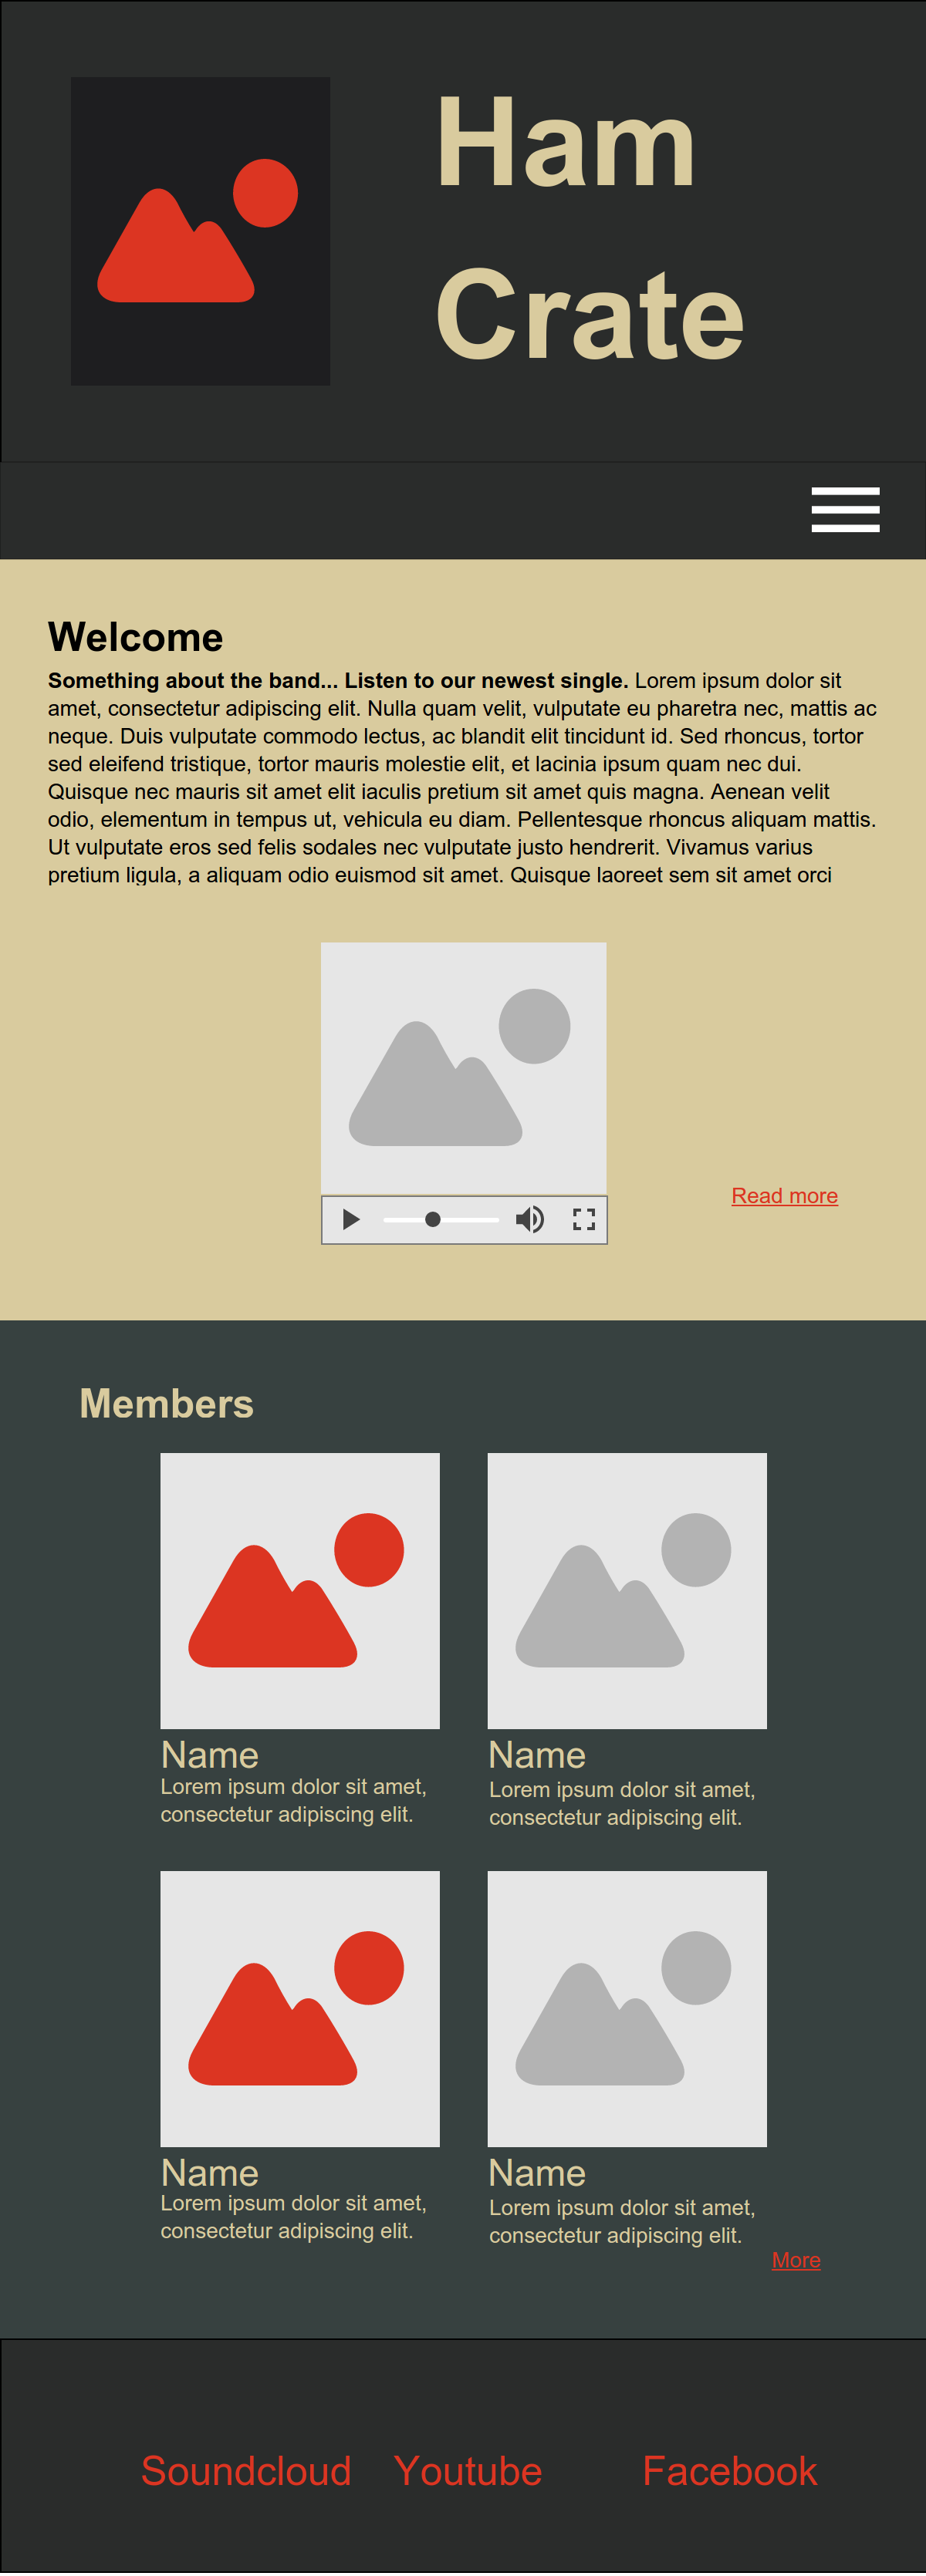 Ham
Crate
Welcome
Something about the band... Listen to our newest single. Lorem ipsum dolor sit
amet, consectetur adipiscing elit. Nulla quam velit, vulputate eu pharetra nec, mattis ac
neque. Duis vulputate commodo lectus, ac blandit elit tincidunt id. Sed rhoncus, tortor
sed eleifend tristique, tortor mauris molestie elit, et lacinia ipsum quam nec dui.
Quisque nec mauris sit amet elit iaculis pretium sit amet quis magna. Aenean velit
odio, elementum in tempus ut, vehicula eu diam. Pellentesque rhoncus aliquam mattis.
Ut vulputate eros sed felis sodales nec vulputate justo hendrerit. Vivamus varius
pretium ligula, a aliquam odio euismod sit amet. Quisque laoreet sem sit amet orci
Read more
Members
Name
Lorem ipsum dolor sit amet,
consectetur adipiscing elit.
Name
Lorem ipsum dolor sit amet,
consectetur adipiscing elit.
Name
Lorem ipsum dolor sit amet,
consectetur adipiscing elit.
Name
Lorem ipsum dolor sit amet,
consectetur adipiscing elit.
More
Soundcloud Youtube Facebook